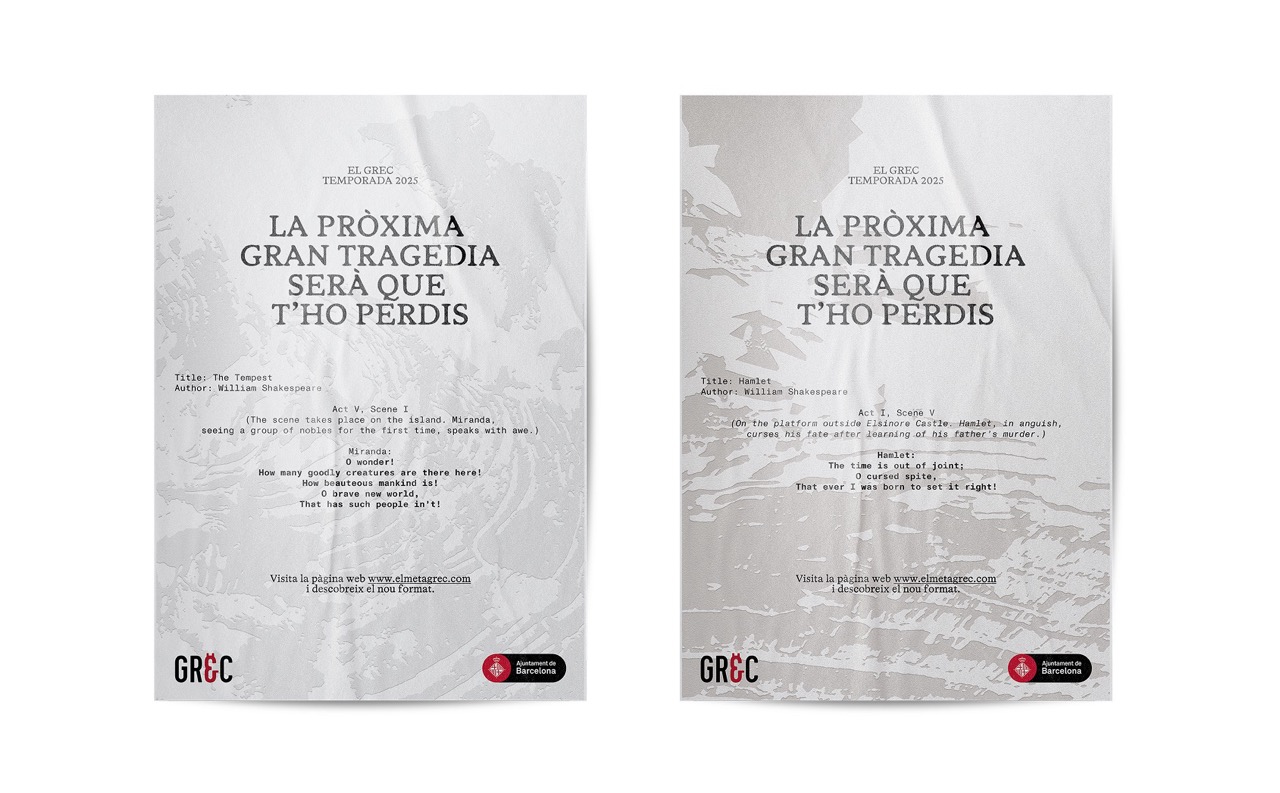 EL GREC
TEMPORADA 2025
LA PRÒXIMA
GRAN TRAGEDIA
SERÀ QUE
T'HO PERDIS
Title: The Tempest
Author: William Shakespeare
Act V, Scene I
(The scene takes place on the island. Miranda,
seeing a group of nobles for the first time, speaks with awe.)
Miranda:
O wonder!
How many goodly creatures are there here!
How beauteous mankind is!
O brave new world,
That has such people in't!
Visita la pàgina web www.elmetagrec.com
i descobreix el nou format.
GREC
Ajuntament de
Barcelona
EL GREC
TEMPORADA 2025
LA PRÒXIMA
GRAN TRAGEDIA
SERÀ QUE
T'HO PERDIS
Title: Hamlet
Author: William Shakespeare
Act I, Scene V
(On the platform outside Elsinore Castle. Hamlet, in anguish,
curses his fate after learning of his father's murder.)
Hamlet:
The time is out of joint;
O cursed spite,
That ever I was born to set it right!
Visita la pàgina web www.elmetagrec.com
i descobreix el nou format.
GREC
Ajuntament de
Barcelona